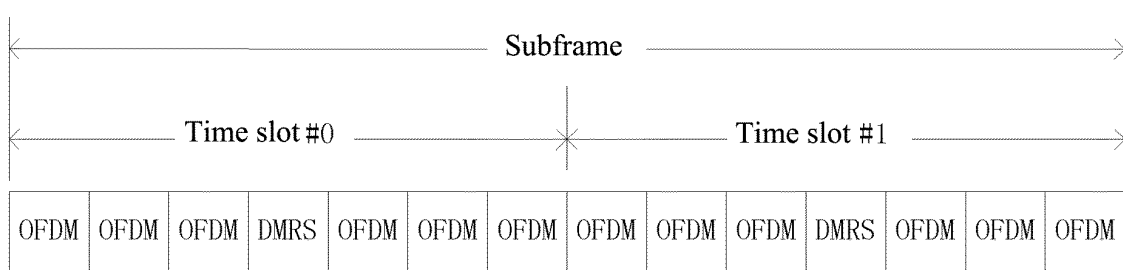 Subframe
Time slot #0 Time slot #1
OFDM OFDM OFDM DMRS OFDM OFDM OFDM OFDM OFDM OFDM DMRS OFDM OFDM OFDM